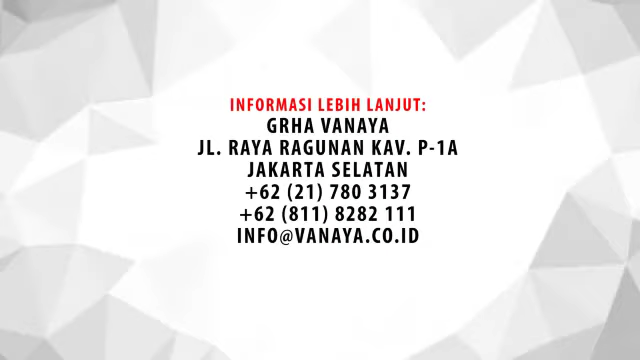 INFORMASI LEBIH LANJUT:
GRHA VANAYA
JL. RAYA RAGUNAN KAV. P-1A
JAKARTA SELATAN
+62 (21) 780 3137
+62 (811) 8282 111
INFO@VANAYA.CO.ID